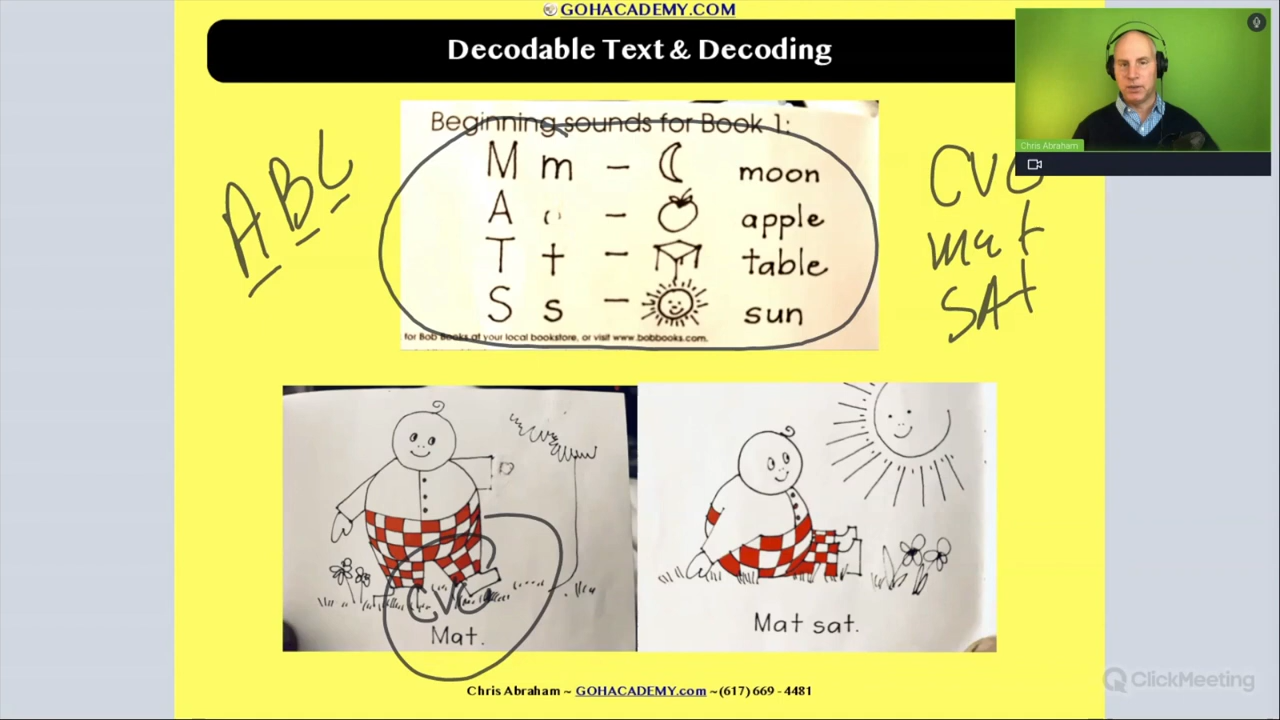 GOHACADEMY.COM
Decodable Text & Decoding
Chris Abraham
Beginning sounds for Book 1:
M m – moon
A a – apple
T t – table
S s – sun
for Bob Books at your local bookstore, or visit www.bobbooks.com.
ABC
CVC
mat
SAt
CVC
Mat.
Mat sat.
Chris Abraham ~ GOHACADEMY.com ~(617) 669 - 4481
ClickMeeting